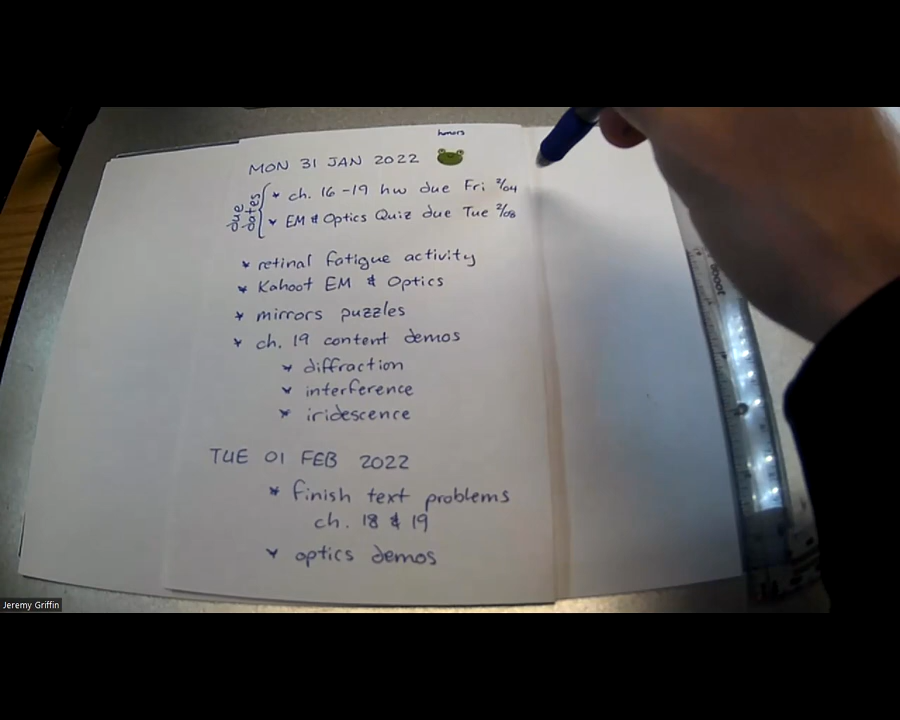 honors
MON 31 JAN 2022
due dates
* ch. 16-19 hw due Fri 2/04
* EM & Optics Quiz due Tue 2/08
* retinal fatigue activity
* Kahoot EM & Optics
* mirrors puzzles
* ch. 19 content demos
* diffraction
* interference
* iridescence
TUE 01 FEB 2022
* finish text problems
ch. 18 & 19
* optics demos
Jeremy Griffin